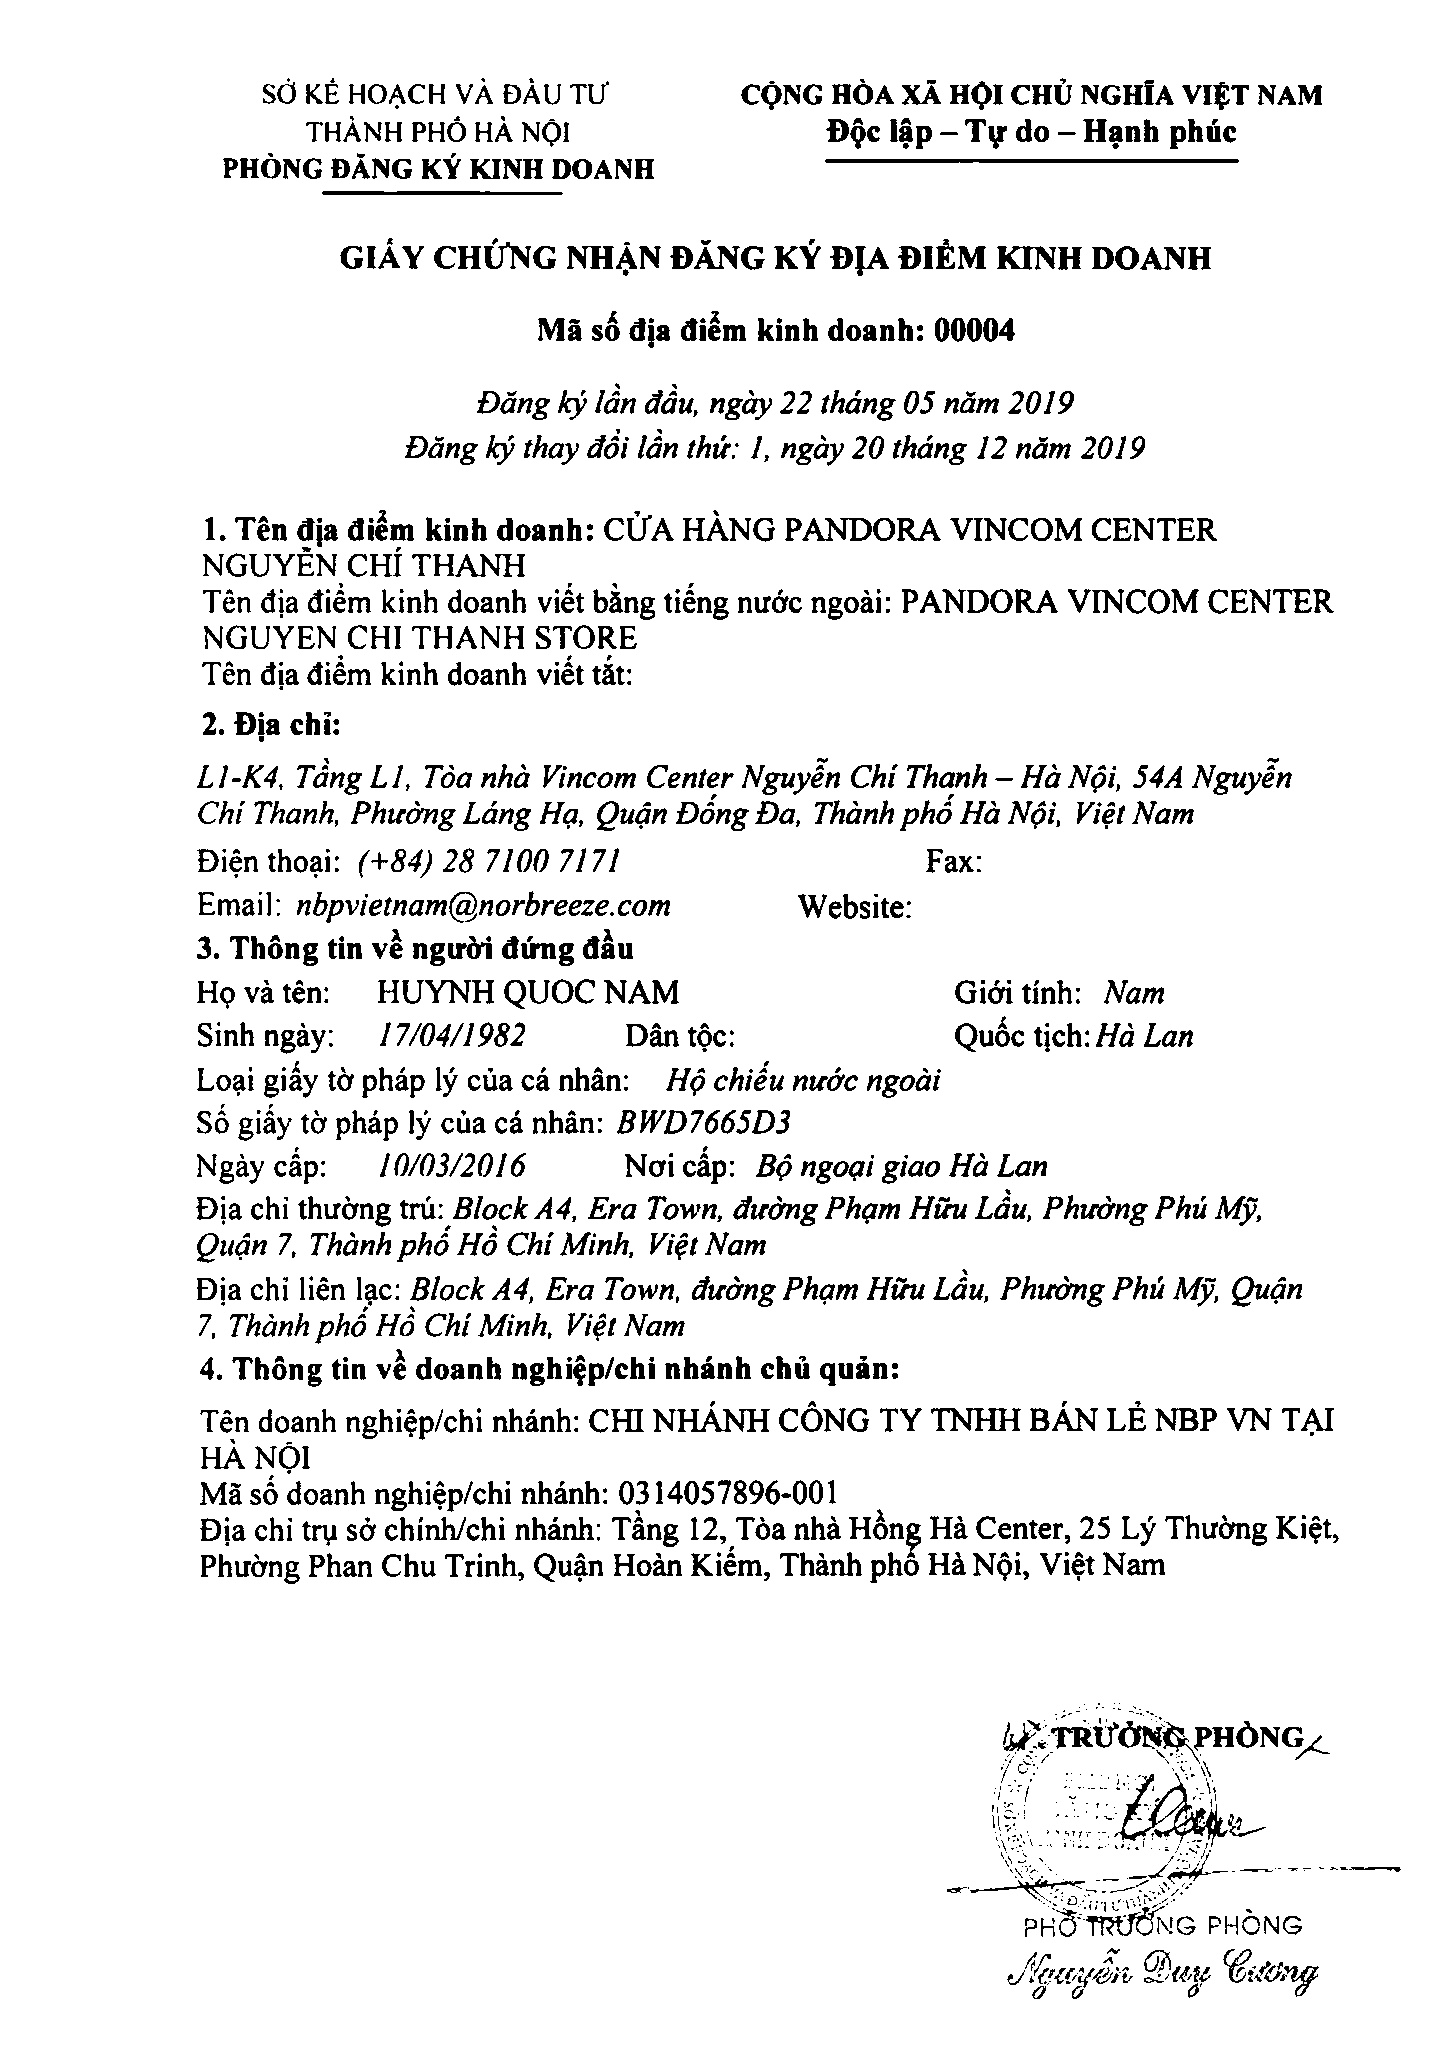 SỞ KẾ HOẠCH VÀ ĐẦU TƯ
THÀNH PHỐ HÀ NỘI
PHÒNG ĐĂNG KÝ KINH DOANH
CỘNG HÒA XÃ HỘI CHỦ NGHĨA VIỆT NAM
Độc lập – Tự do – Hạnh phúc
GIẤY CHỨNG NHẬN ĐĂNG KÝ ĐỊA ĐIỂM KINH DOANH
Mã số địa điểm kinh doanh: 00004
Đăng ký lần đầu, ngày 22 tháng 05 năm 2019
Đăng ký thay đổi lần thứ: 1, ngày 20 tháng 12 năm 2019
1. Tên địa điểm kinh doanh: CỬA HÀNG PANDORA VINCOM CENTER
NGUYỄN CHÍ THANH
Tên địa điểm kinh doanh viết bằng tiếng nước ngoài: PANDORA VINCOM CENTER
NGUYEN CHI THANH STORE
Tên địa điểm kinh doanh viết tắt:
2. Địa chỉ:
L1-K4, Tầng L1, Tòa nhà Vincom Center Nguyễn Chí Thanh – Hà Nội, 54A Nguyễn
Chí Thanh, Phường Láng Hạ, Quận Đống Đa, Thành phố Hà Nội, Việt Nam
Điện thoại: (+84) 28 7100 7171 Fax:
Email: nbpvietnam@norbreeze.com Website:
3. Thông tin về người đứng đầu
Họ và tên: HUYNH QUOC NAM Giới tính: Nam
Sinh ngày: 17/04/1982 Dân tộc: Quốc tịch: Hà Lan
Loại giấy tờ pháp lý của cá nhân: Hộ chiếu nước ngoài
Số giấy tờ pháp lý của cá nhân: BWD7665D3
Ngày cấp: 10/03/2016 Nơi cấp: Bộ ngoại giao Hà Lan
Địa chỉ thường trú: Block A4, Era Town, đường Phạm Hữu Lầu, Phường Phú Mỹ,
Quận 7, Thành phố Hồ Chí Minh, Việt Nam
Địa chỉ liên lạc: Block A4, Era Town, đường Phạm Hữu Lầu, Phường Phú Mỹ, Quận
7, Thành phố Hồ Chí Minh, Việt Nam
4. Thông tin về doanh nghiệp/chi nhánh chủ quản:
Tên doanh nghiệp/chi nhánh: CHI NHÁNH CÔNG TY TNHH BÁN LẺ NBP VN TẠI
HÀ NỘI
Mã số doanh nghiệp/chi nhánh: 0314057896-001
Địa chỉ trụ sở chính/chi nhánh: Tầng 12, Tòa nhà Hồng Hà Center, 25 Lý Thường Kiệt,
Phường Phan Chu Trinh, Quận Hoàn Kiếm, Thành phố Hà Nội, Việt Nam
TRƯỞNG PHÒNG
PHÓ TRƯỞNG PHÒNG
Nguyễn Duy Cương